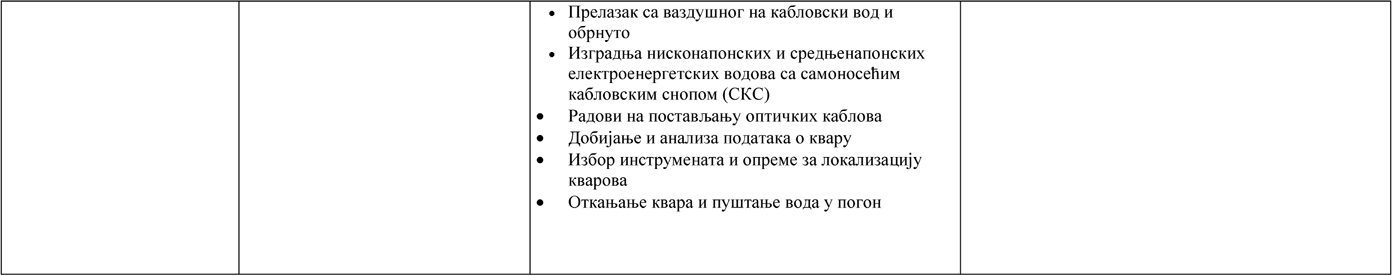 • Прелазак са ваздушног на кабловски вод и
обрнуто
• Изградња нисконапонских и средњенапонских
електроенергетских водова са самоносећим
кабловским снопом (СКС)
• Радови на постављању оптичких каблова
• Добијање и анализа података о квару
• Избор инструмената и опреме за локализацију
кварова
• Откањање квара и пуштање вода у погон